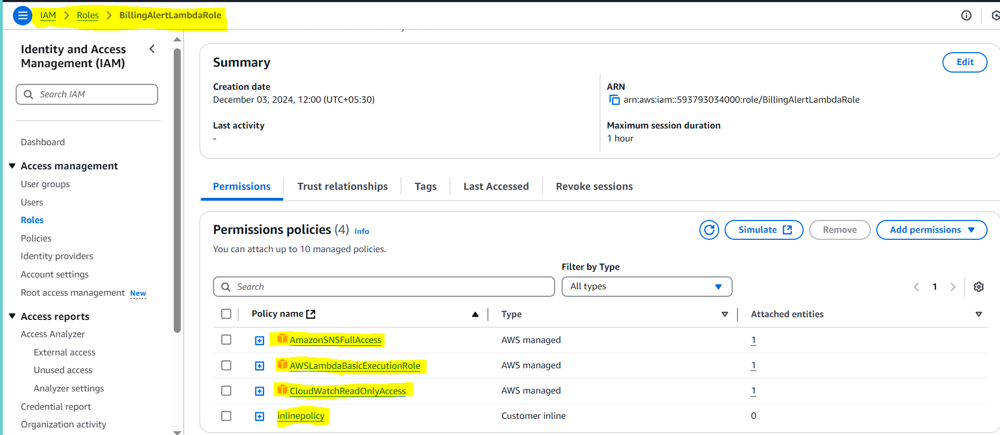 IAM > Roles > BillingAlertLambdaRole
Identity and Access
Management (IAM)
Search IAM
Dashboard
Access management
User groups
Users
Roles
Policies
Identity providers
Account settings
Root access management New
Access reports
Access Analyzer
External access
Unused access
Analyzer settings
Credential report
Organization activity
Summary
Edit
Creation date
December 03, 2024, 12:00 (UTC+05:30)
ARN
arn:aws:iam::593793034000:role/BillingAlertLambdaRole
Last activity
-
Maximum session duration
1 hour
Permissions
Trust relationships
Tags
Last Accessed
Revoke sessions
Permissions policies (4) Info
Simulate
Remove
Add permissions
You can attach up to 10 managed policies.
Filter by Type
Search
All types
1
Policy name
Type
Attached entities
AmazonSNSFullAccess AWS managed 1
AWSLambdaBasicExecutionRole AWS managed 1
CloudWatchReadOnlyAccess AWS managed 1
inlinepolicy Customer inline 0